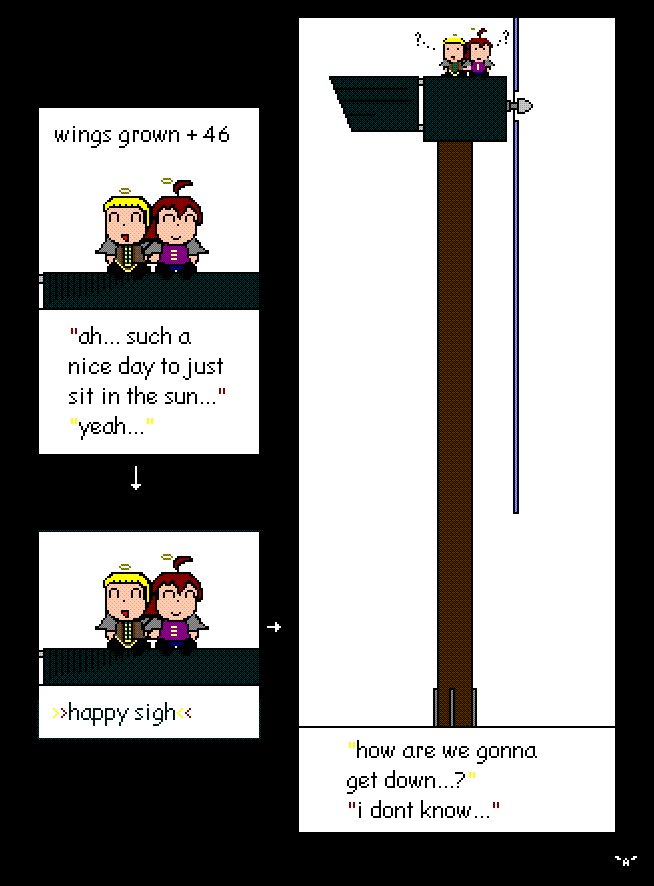 wings grown + 46
"ah... such a
nice day to just
sit in the sun..."
"yeah..."
>>happy sigh<<
?..
..?
"how are we gonna
get down...?"
"i dont know..."